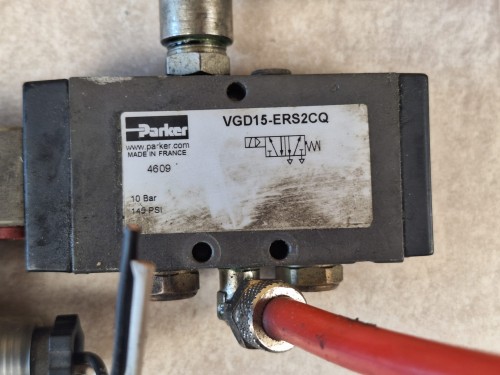 Parker
VGD15-ERS2CQ
www.parker.com
MADE IN FRANCE
4609
10 Bar
145 PSI